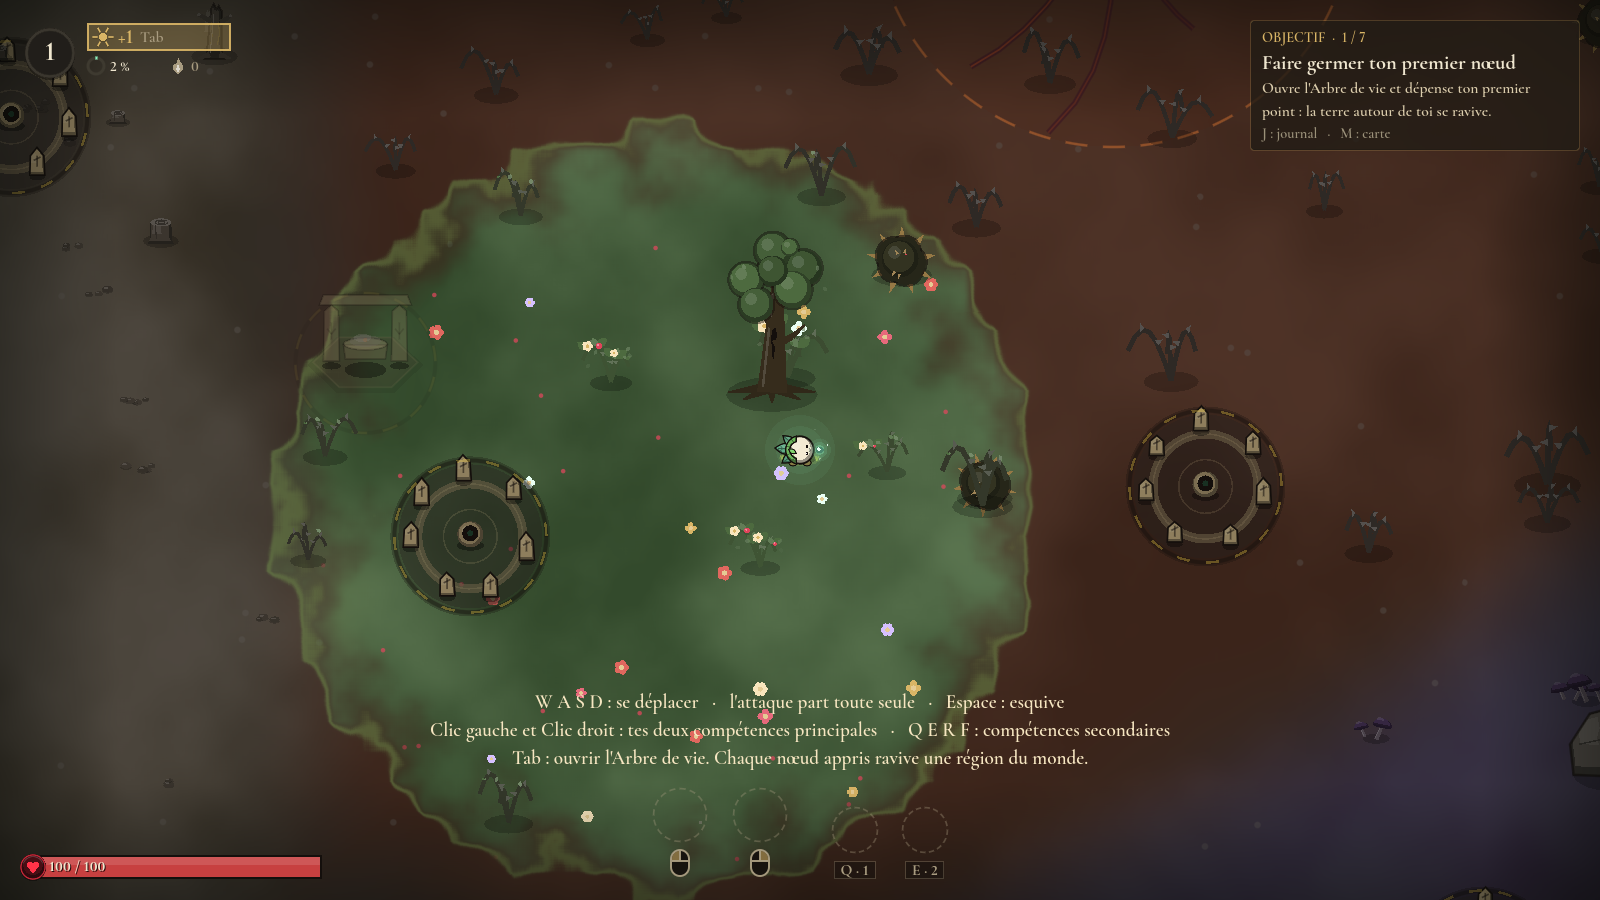 1
+1 Tab
2 %
0
OBJECTIF · 1 / 7
Faire germer ton premier nœud
Ouvre l'Arbre de vie et dépense ton premier
point : la terre autour de toi se ravive.
J : journal · M : carte
W A S D : se déplacer · l'attaque part toute seule · Espace : esquive
Clic gauche et Clic droit : tes deux compétences principales · Q E R F : compétences secondaires
Tab : ouvrir l'Arbre de vie. Chaque nœud appris ravive une région du monde.
100 / 100
Q · 1
E · 2